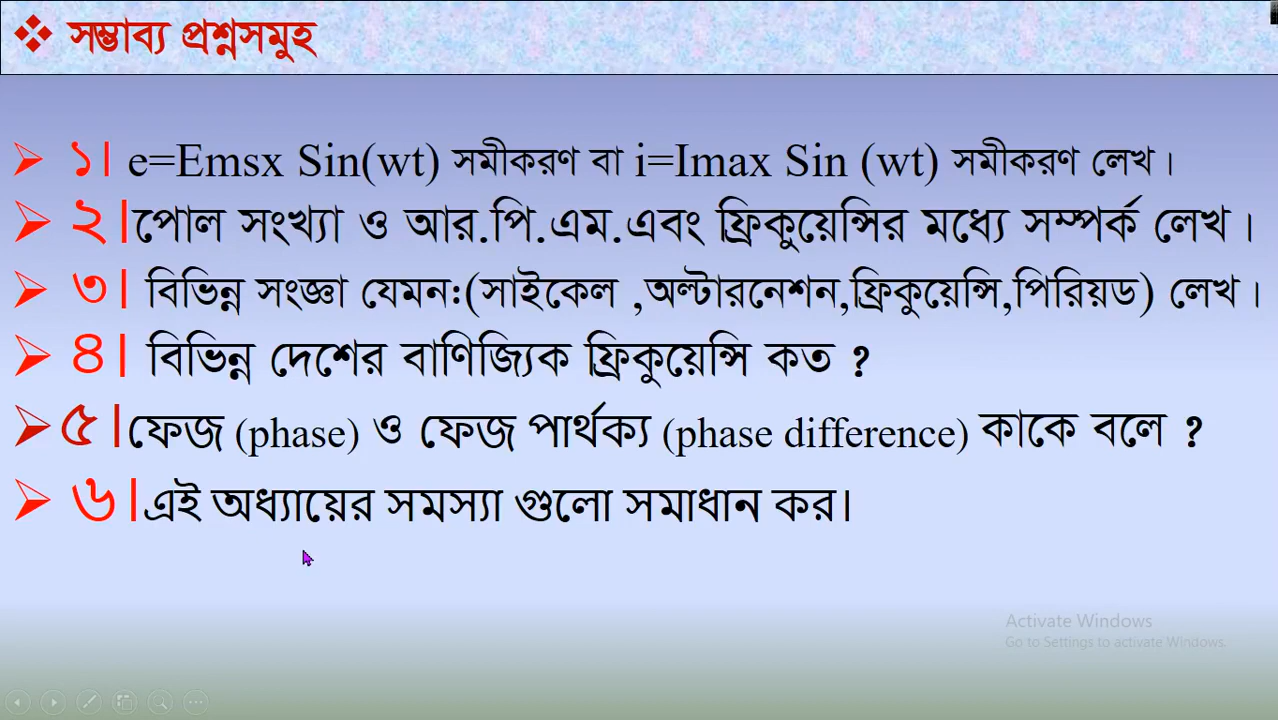 ❖ সম্ভাব্য প্রশ্নসমুহ
➢ ১| e=Emsx Sin(wt) সমীকরণ বা i=Imax Sin (wt) সমীকরণ লেখ।
➢ ২|পোল সংখ্যা ও আর.পি.এম.এবং ফ্রিকুয়েন্সির মধ্যে সম্পর্ক লেখ।
➢ ৩| বিভিন্ন সংজ্ঞা যেমনঃ(সাইকেল ,অল্টারনেশন,ফ্রিকুয়েন্সি,পিরিয়ড) লেখ।
➢ ৪| বিভিন্ন দেশের বাণিজ্যিক ফ্রিকুয়েন্সি কত ?
➢ ৫|ফেজ (phase) ও ফেজ পার্থক্য (phase difference) কাকে বলে ?
➢ ৬|এই অধ্যায়ের সমস্যা গুলো সমাধান কর।
Activate Windows
Go to Settings to activate Windows.